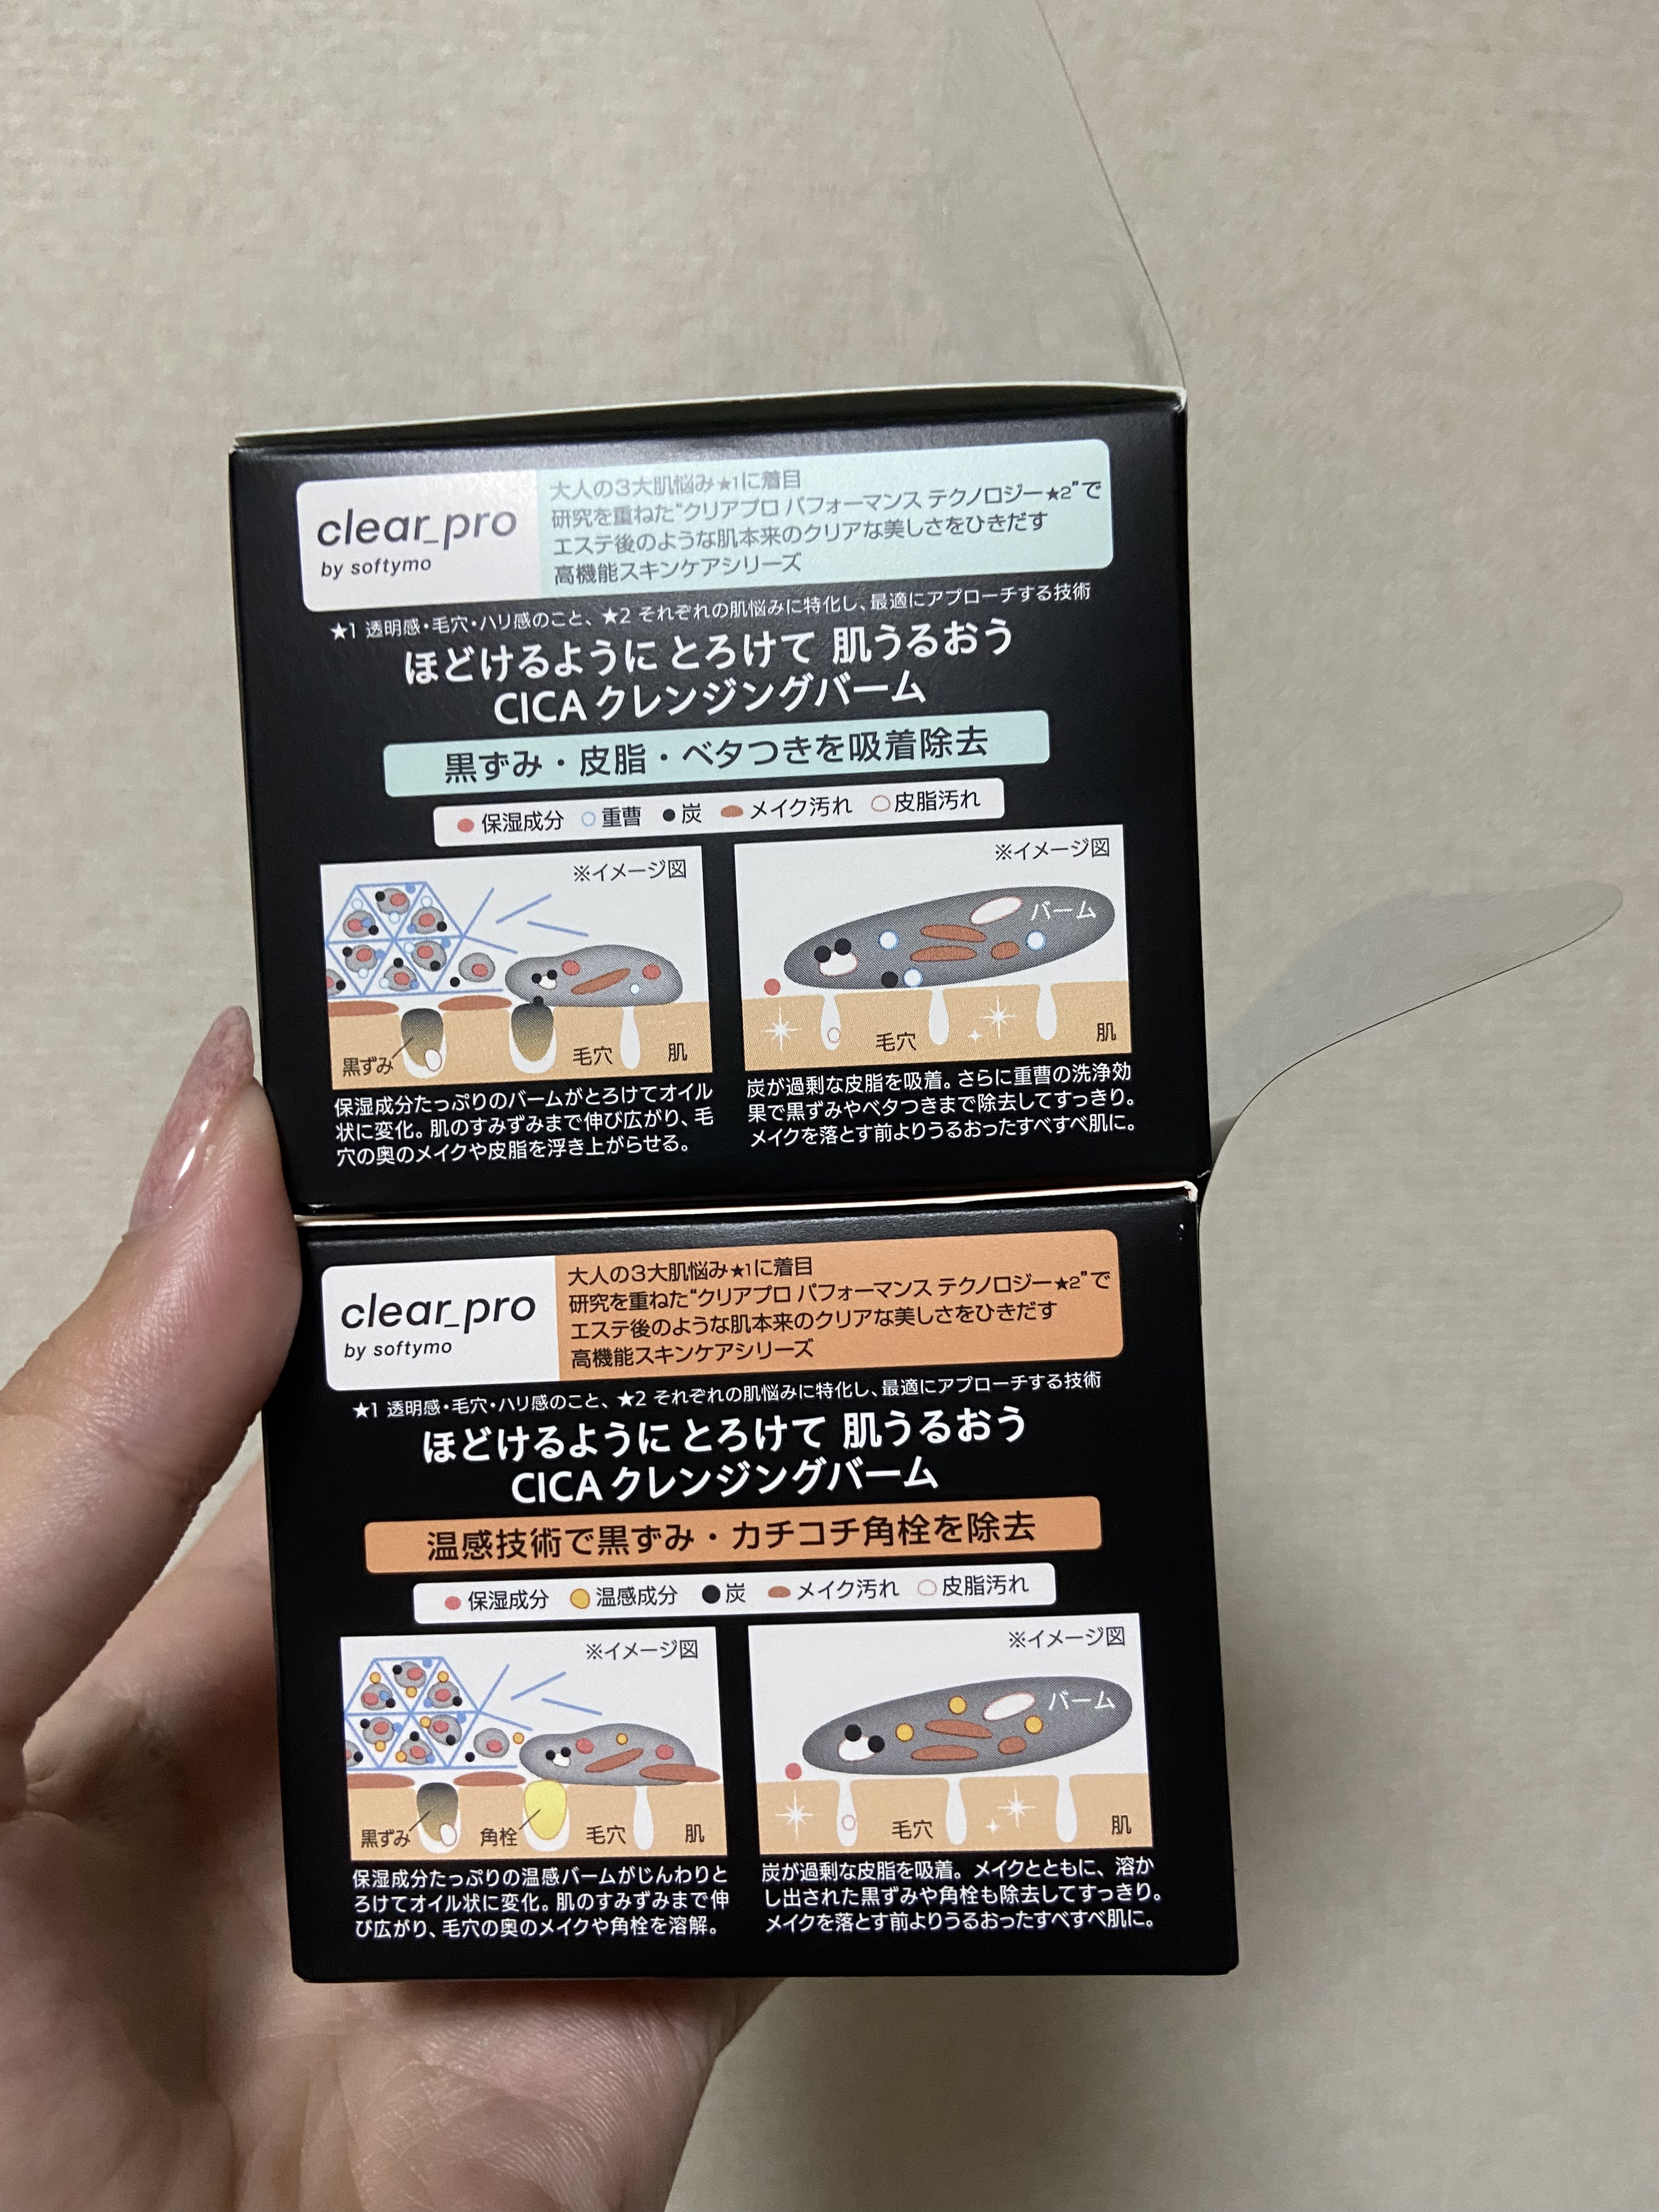 clear_pro
by softymo
大人の3大肌悩み★1に着目
研究を重ねた“クリアプロ パフォーマンス テクノロジー★2”で
エステ後のような肌本来のクリアな美しさをひきだす
高機能スキンケアシリーズ
★1 透明感・毛穴・ハリ感のこと、★2 それぞれの肌悩みに特化し、最適にアプローチする技術
ほどけるように とろけて 肌うるおう
CICA クレンジングバーム
黒ずみ・皮脂・ベタつきを吸着除去
保湿成分 重曹 炭 メイク汚れ 皮脂汚れ
※イメージ図
黒ずみ 毛穴 肌
保湿成分たっぷりのバームがとろけてオイル
状に変化。肌のすみずみまで伸び広がり、毛
穴の奥のメイクや皮脂を浮き上がらせる。
※イメージ図
バーム
毛穴 肌
炭が過剰な皮脂を吸着。さらに重曹の洗浄効
果で黒ずみやベタつきまで除去してすっきり。
メイクを落とす前よりうるおったすべすべ肌に。
clear_pro
by softymo
大人の3大肌悩み★1に着目
研究を重ねた“クリアプロ パフォーマンス テクノロジー★2”で
エステ後のような肌本来のクリアな美しさをひきだす
高機能スキンケアシリーズ
★1 透明感・毛穴・ハリ感のこと、★2 それぞれの肌悩みに特化し、最適にアプローチする技術
ほどけるように とろけて 肌うるおう
CICA クレンジングバーム
温感技術で黒ずみ・カチコチ角栓を除去
保湿成分 温感成分 炭 メイク汚れ 皮脂汚れ
※イメージ図
黒ずみ 角栓 毛穴 肌
保湿成分たっぷりの温感バームがじんわりと
ろけてオイル状に変化。肌のすみずみまで伸
び広がり、毛穴の奥のメイクや角栓を溶解。
※イメージ図
バーム
毛穴 肌
炭が過剰な皮脂を吸着。メイクとともに、溶か
し出された黒ずみや角栓も除去してすっきり。
メイクを落とす前よりうるおったすべすべ肌に。